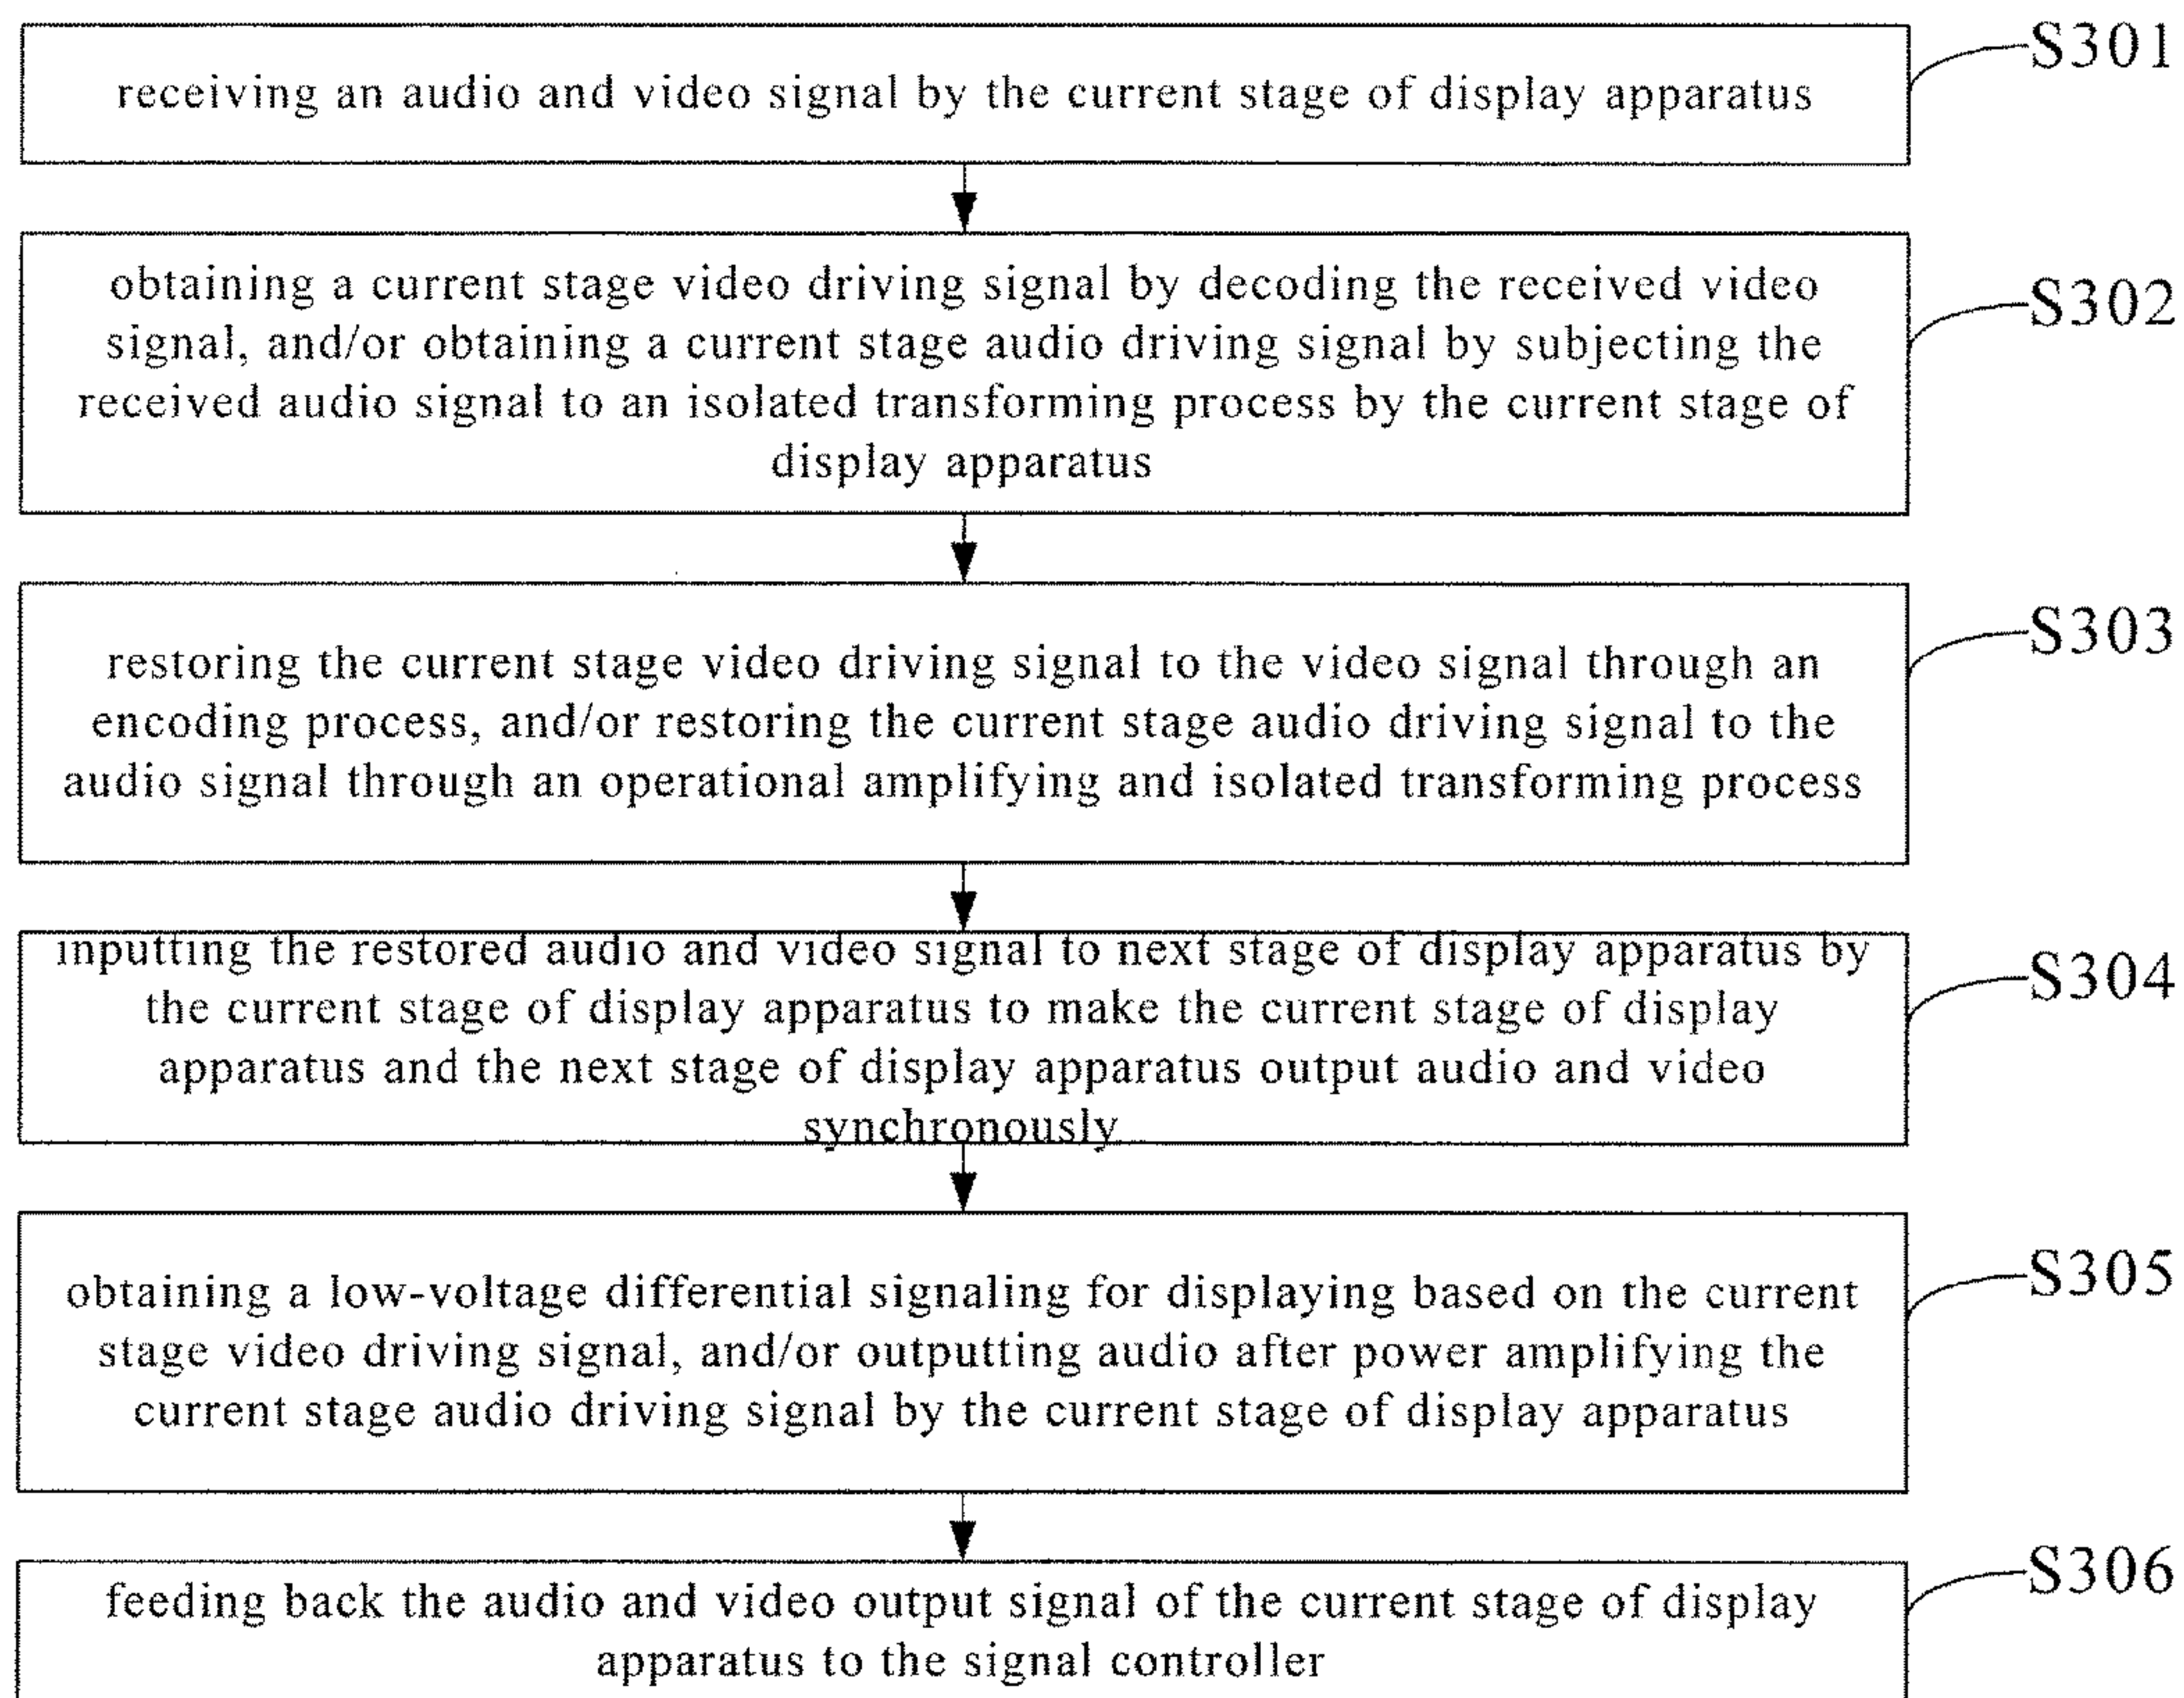 S301
receiving an audio and video signal by the current stage of display apparatus
obtaining a current stage video driving signal by decoding the received video
S302
signal, and/or obtaining a current stage audio driving signal by subjecting the
received audio signal to an isolated transforming process by the current stage of
display apparatus
S303
restoring the current stage video driving signal to the video signal through an
encoding process, and/or restoring the current stage audio driving signal to the
audio signal through an operational amplifying and isolated transforming process
inputting the restored audio and video signal to next stage of display apparatus by
S304
the current stage of display apparatus to make the current stage of display
apparatus and the next stage of display apparatus output audio and video
synchronously
S305
obtaining a low-voltage differential signaling for displaying based on the current
stage video driving signal, and/or outputting audio after power amplifying the
current stage audio driving signal by the current stage of display apparatus
S306
feeding back the audio and video output signal of the current stage of display
apparatus to the signal controller